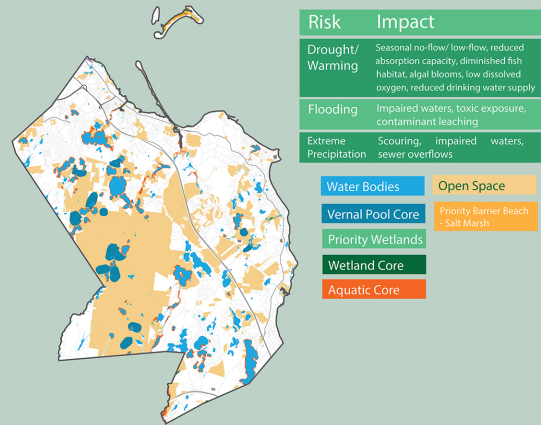 Risk Impact
Drought/ Seasonal no-flow/ low-flow, reduced
Warming absorption capacity, diminished fish
habitat, algal blooms, low dissolved
oxygen, reduced drinking water supply
Flooding Impaired waters, toxic exposure,
contaminant leaching
Extreme Scouring, impaired waters,
Precipitation sewer overflows
Water Bodies Open Space
Vernal Pool Core Priority Barrier Beach
- Salt Marsh
Priority Wetlands
Wetland Core
Aquatic Core